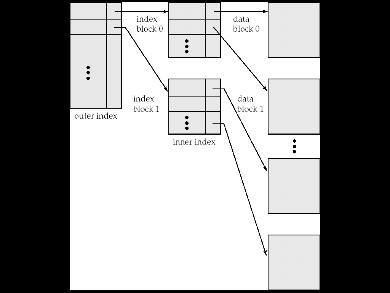 index
block 0
data
block 0
index
block 1
data
block 1
outer index
inner index